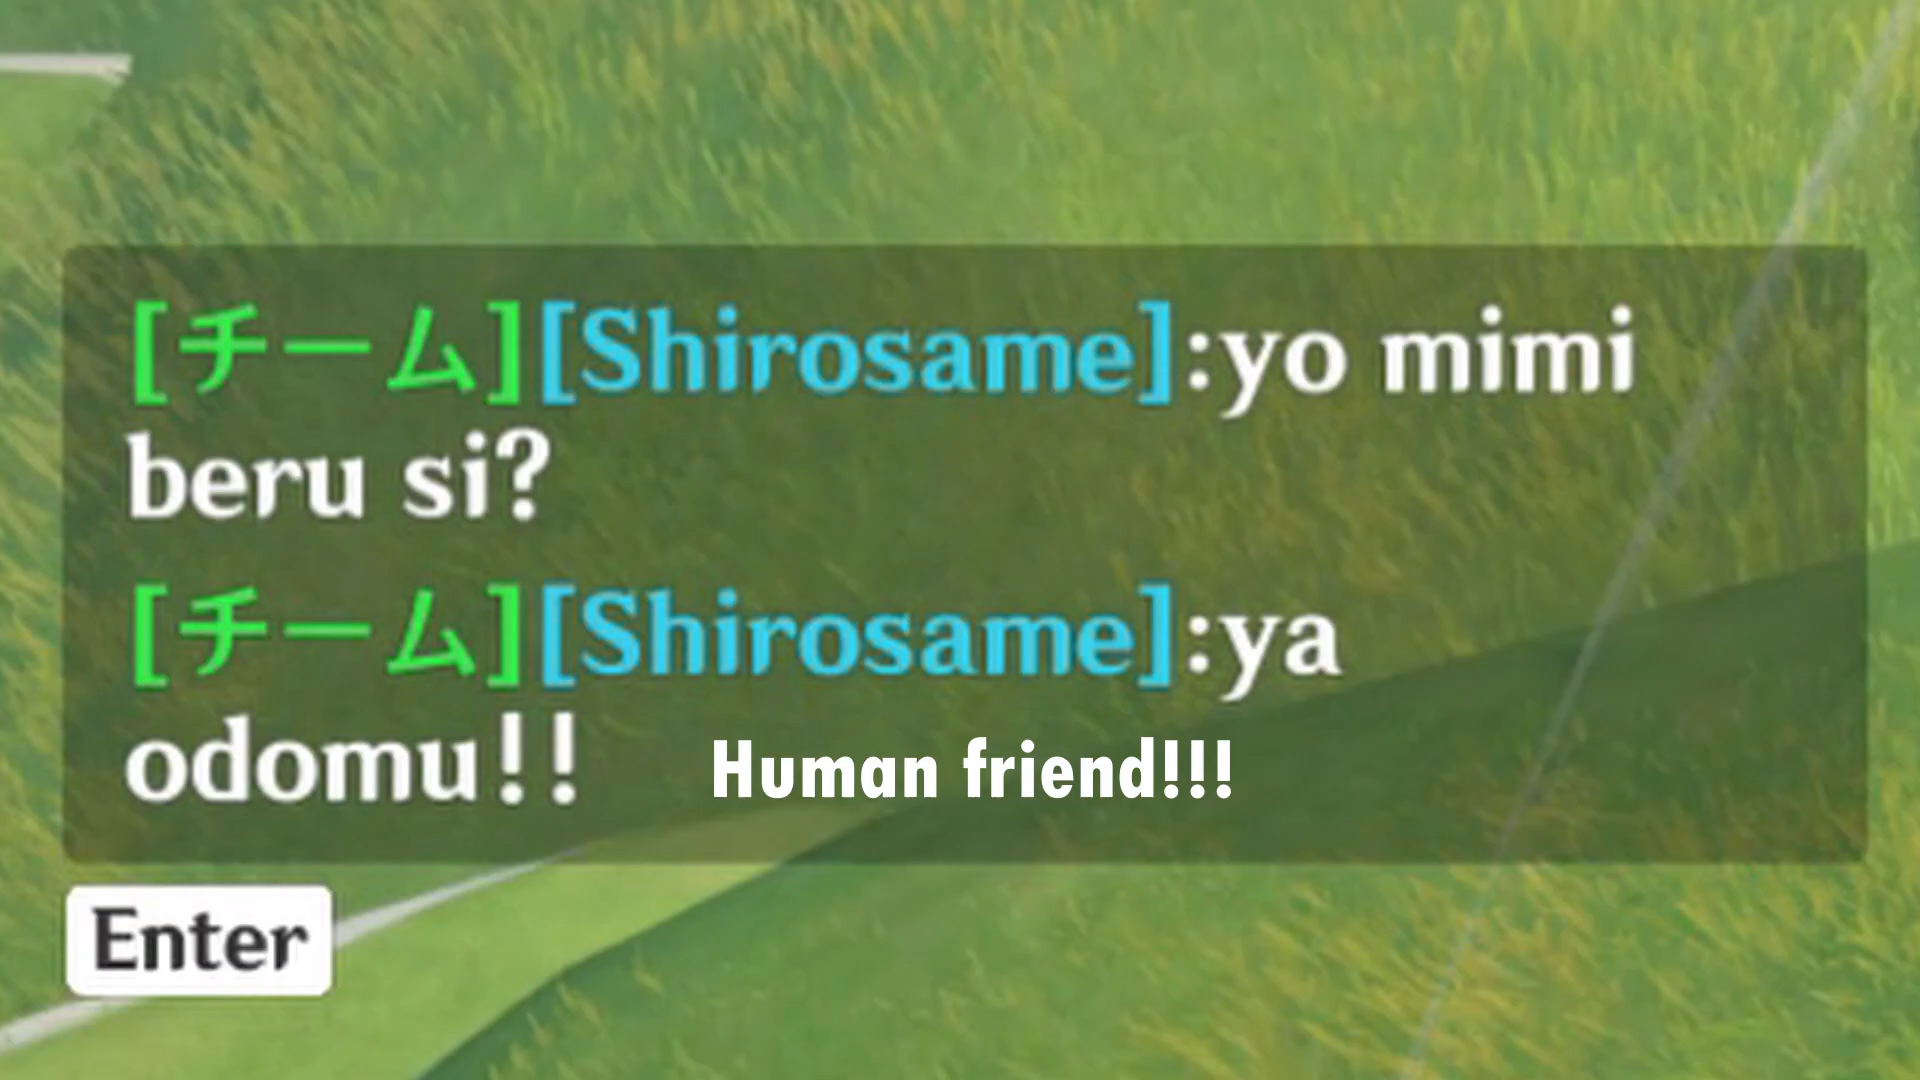 [チーム][Shirosame]:yo mimi
beru si?
[チーム][Shirosame]:ya
odomu!! Human friend!!!
Enter